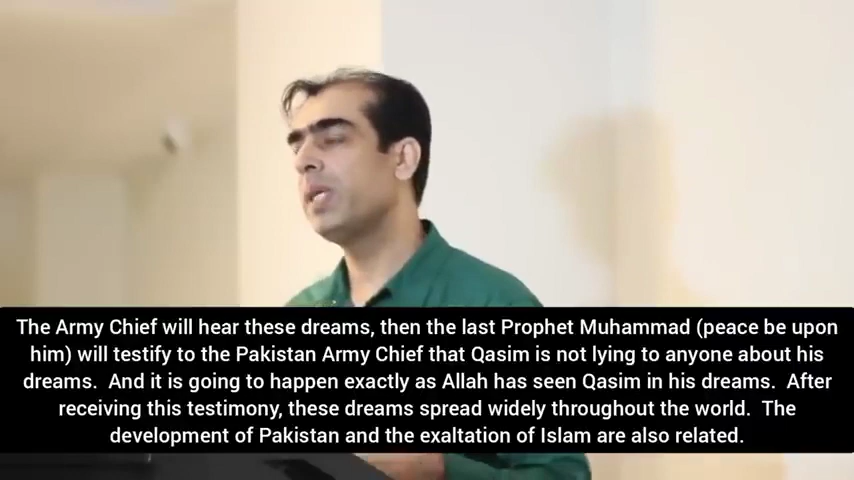 The Army Chief will hear these dreams, then the last Prophet Muhammad (peace be upon
him) will testify to the Pakistan Army Chief that Qasim is not lying to anyone about his
dreams. And it is going to happen exactly as Allah has seen Qasim in his dreams. After
receiving this testimony, these dreams spread widely throughout the world. The
development of Pakistan and the exaltation of Islam are also related.